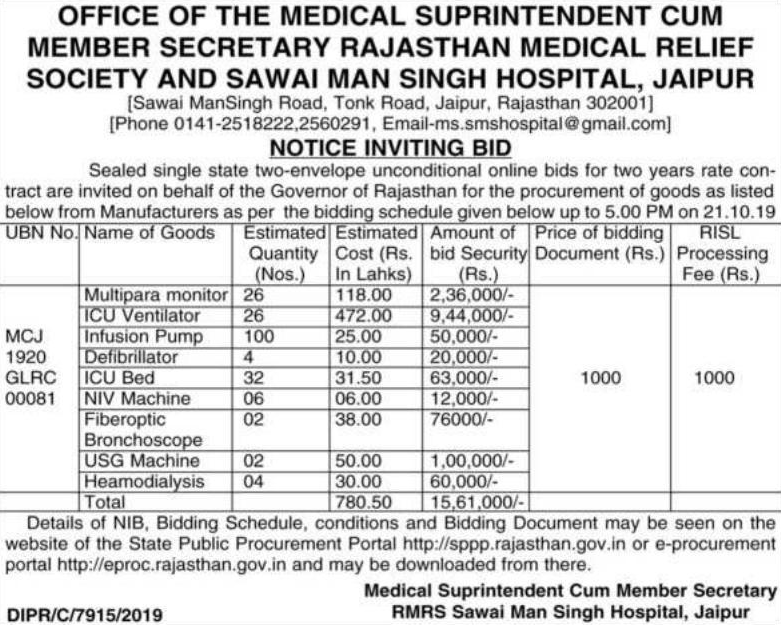 OFFICE OF THE MEDICAL SUPRINTENDENT CUM
MEMBER SECRETARY RAJASTHAN MEDICAL RELIEF
SOCIETY AND SAWAI MAN SINGH HOSPITAL, JAIPUR
[Sawai ManSingh Road, Tonk Road, Jaipur, Rajasthan 302001]
[Phone 0141-2518222,2560291, Email-ms.smshospital@gmail.com]
NOTICE INVITING BID
Sealed single state two-envelope unconditional online bids for two years rate con-
tract are invited on behalf of the Governor of Rajasthan for the procurement of goods as listed
below from Manufacturers as per the bidding schedule given below up to 5.00 PM on 21.10.19
UBN No. Name of Goods Estimated Estimated Amount of Price of bidding RISL
Quantity Cost (Rs. bid Security Document (Rs.) Processing
(Nos.) In Lahks) (Rs.) Fee (Rs.)
Multipara monitor 26 118.00 2,36,000/-
ICU Ventilator 26 472.00 9,44,000/-
MCJ Infusion Pump 100 25.00 50,000/-
1920 Defibrillator 4 10.00 20,000/-
GLRC ICU Bed 32 31.50 63,000/- 1000 1000
00081 NIV Machine 06 06.00 12,000/-
Fiberoptic 02 38.00 76000/-
Bronchoscope
USG Machine 02 50.00 1,00,000/-
Heamodialysis 04 30.00 60,000/-
Total 780.50 15,61,000/-
Details of NIB, Bidding Schedule, conditions and Bidding Document may be seen on the
website of the State Public Procurement Portal http://sppp.rajasthan.gov.in or e-procurement
portal http://eproc.rajasthan.gov.in and may be downloaded from there.
Medical Suprintendent Cum Member Secretary
DIPR/C/7915/2019 RMRS Sawai Man Singh Hospital, Jaipur